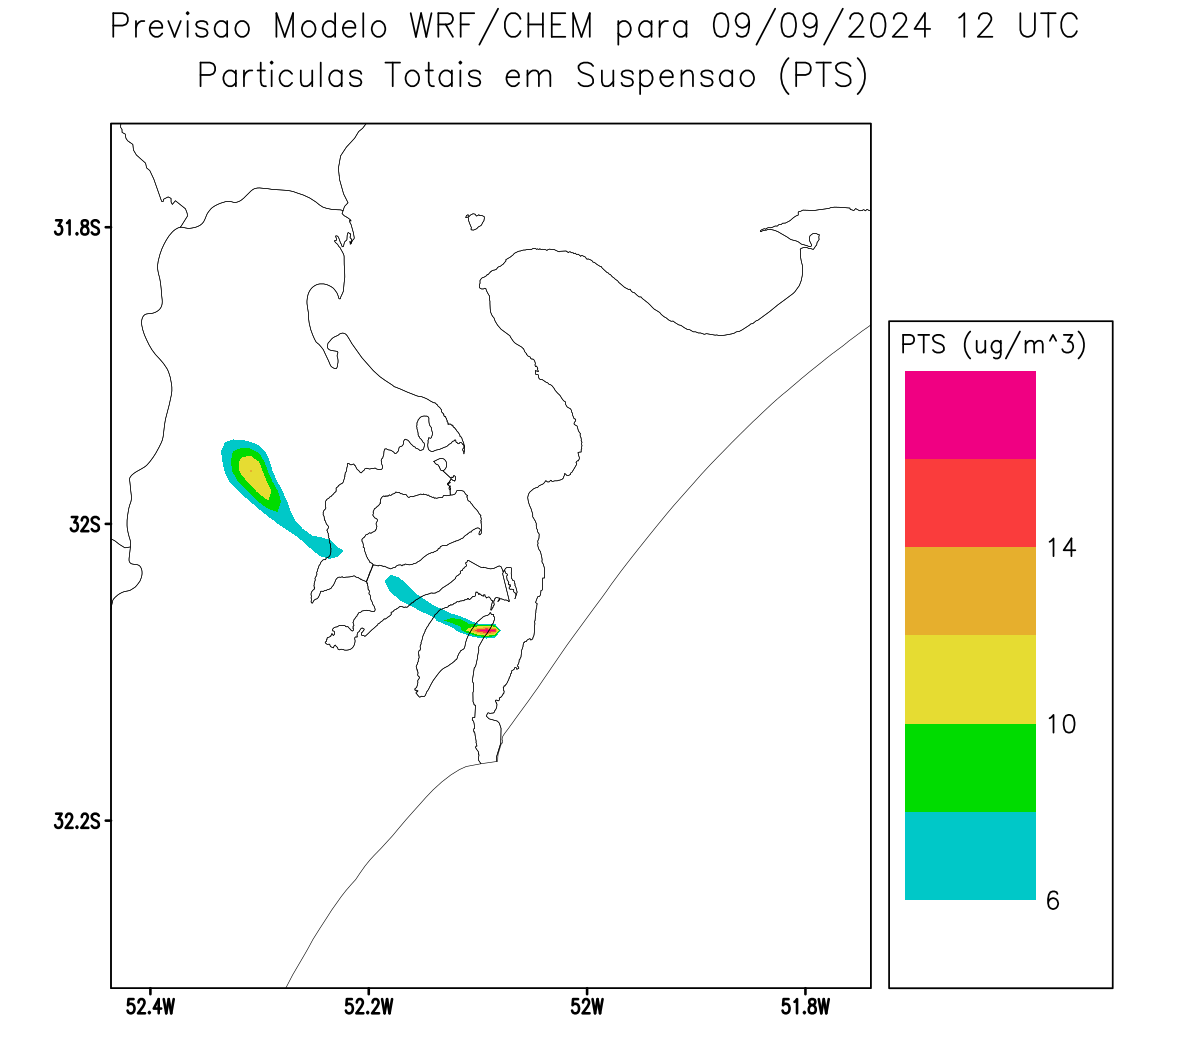 Previsao Modelo WRF/CHEM para 09/09/2024 12 UTC
Particulas Totais em Suspensao (PTS)
31.8S
32S
32.2S
52.4W
52.2W
52W
51.8W
PTS (ug/m^3)
14
10
6